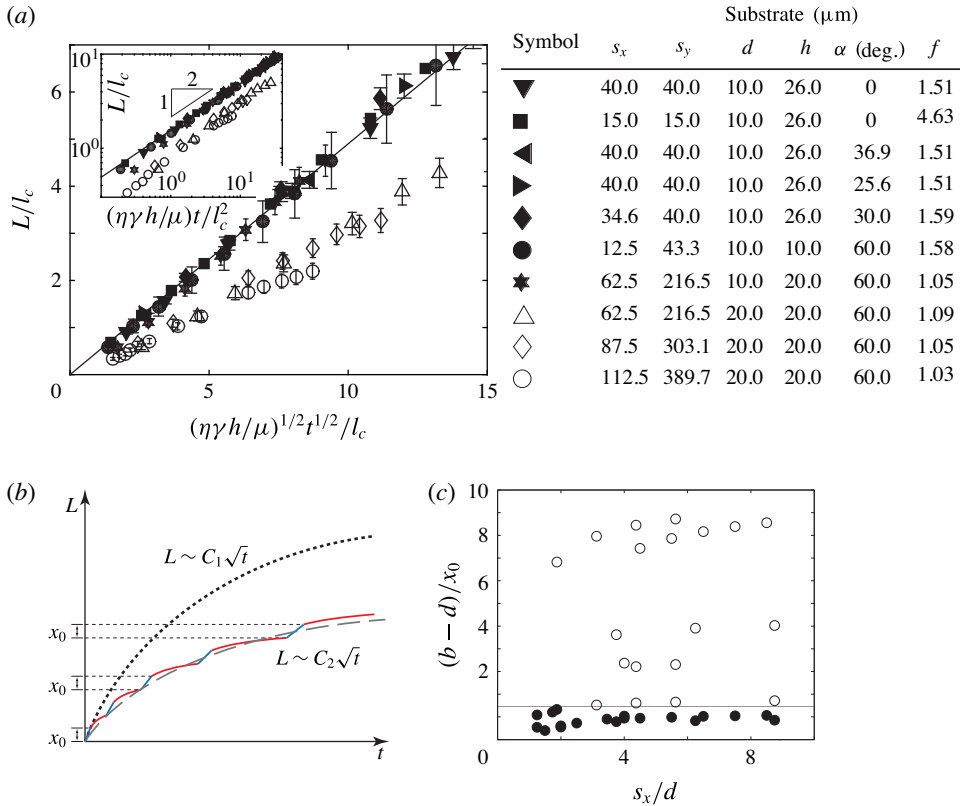 (a)
L/l_c
6
4
2
0
5
10
15
(ηγh/μ)^{1/2}t^{1/2}/l_c
10^1
10^0
L/l_c
2
1
10^0
10^1
(ηγh/μ)t/l_c^2
Substrate (μm)
Symbol s_x s_y d h α (deg.) f
▼ 40.0 40.0 10.0 26.0 0 1.51
■ 15.0 15.0 10.0 26.0 0 4.63
◀ 40.0 40.0 10.0 26.0 36.9 1.51
▶ 40.0 40.0 10.0 26.0 25.6 1.51
◆ 34.6 40.0 10.0 26.0 30.0 1.59
● 12.5 43.3 10.0 10.0 60.0 1.58
✶ 62.5 216.5 10.0 20.0 60.0 1.05
△ 62.5 216.5 20.0 20.0 60.0 1.09
◇ 87.5 303.1 20.0 20.0 60.0 1.05
○ 112.5 389.7 20.0 20.0 60.0 1.03
(b)
L
L ~ C_1√t
L ~ C_2√t
x_0
x_0
x_0
t
(c)
(b − d)/x_0
10
8
6
4
2
0
4
8
s_x/d